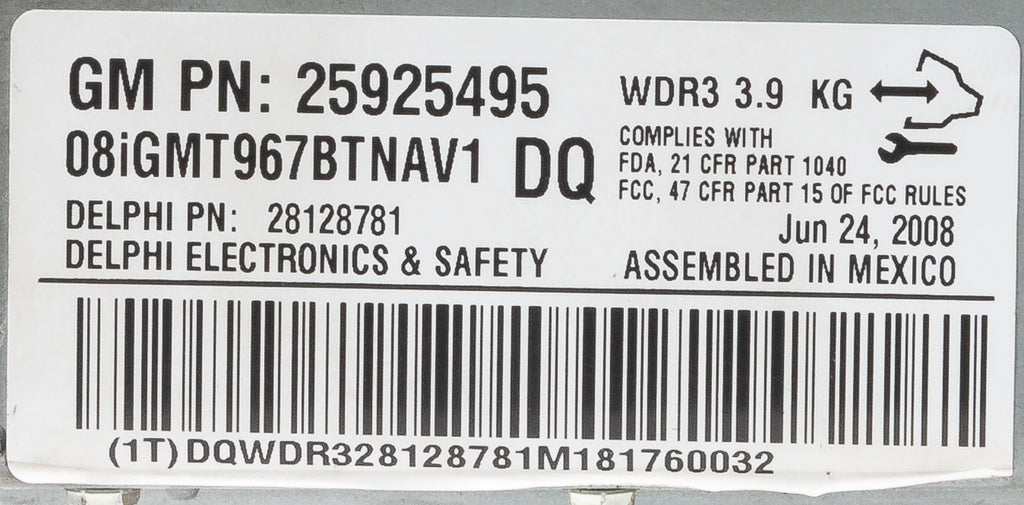 GM PN: 25925495
08iGMT967BTNAV1 DQ
DELPHI PN: 28128781
DELPHI ELECTRONICS & SAFETY
WDR3 3.9 KG
COMPLIES WITH
FDA, 21 CFR PART 1040
FCC, 47 CFR PART 15 OF FCC RULES
Jun 24, 2008
ASSEMBLED IN MEXICO
(1T)DQWDR328128781M181760032